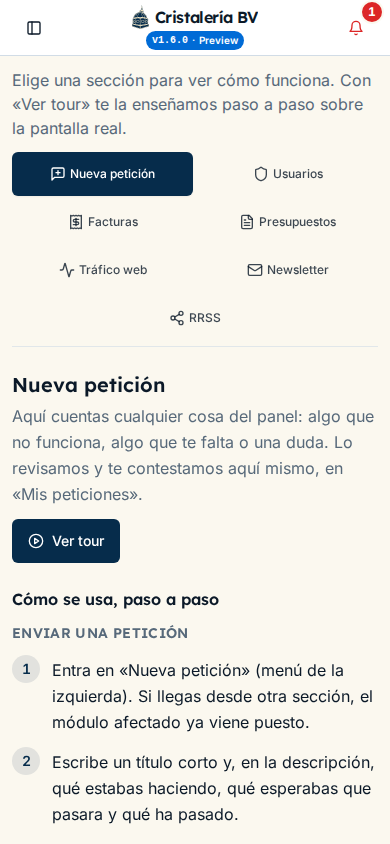 Cristalería BV
1
v1.6.0 · Preview
Elige una sección para ver cómo funciona. Con
«Ver tour» te la enseñamos paso a paso sobre
la pantalla real.
Nueva petición
Usuarios
Facturas
Presupuestos
Tráfico web
Newsletter
RRSS
Nueva petición
Aquí cuentas cualquier cosa del panel: algo que
no funciona, algo que te falta o una duda. Lo
revisamos y te contestamos aquí mismo, en
«Mis peticiones».
Ver tour
Cómo se usa, paso a paso
ENVIAR UNA PETICIÓN
1 Entra en «Nueva petición» (menú de la
izquierda). Si llegas desde otra sección, el
módulo afectado ya viene puesto.
2 Escribe un título corto y, en la descripción,
qué estabas haciendo, qué esperabas que
pasara y qué ha pasado.